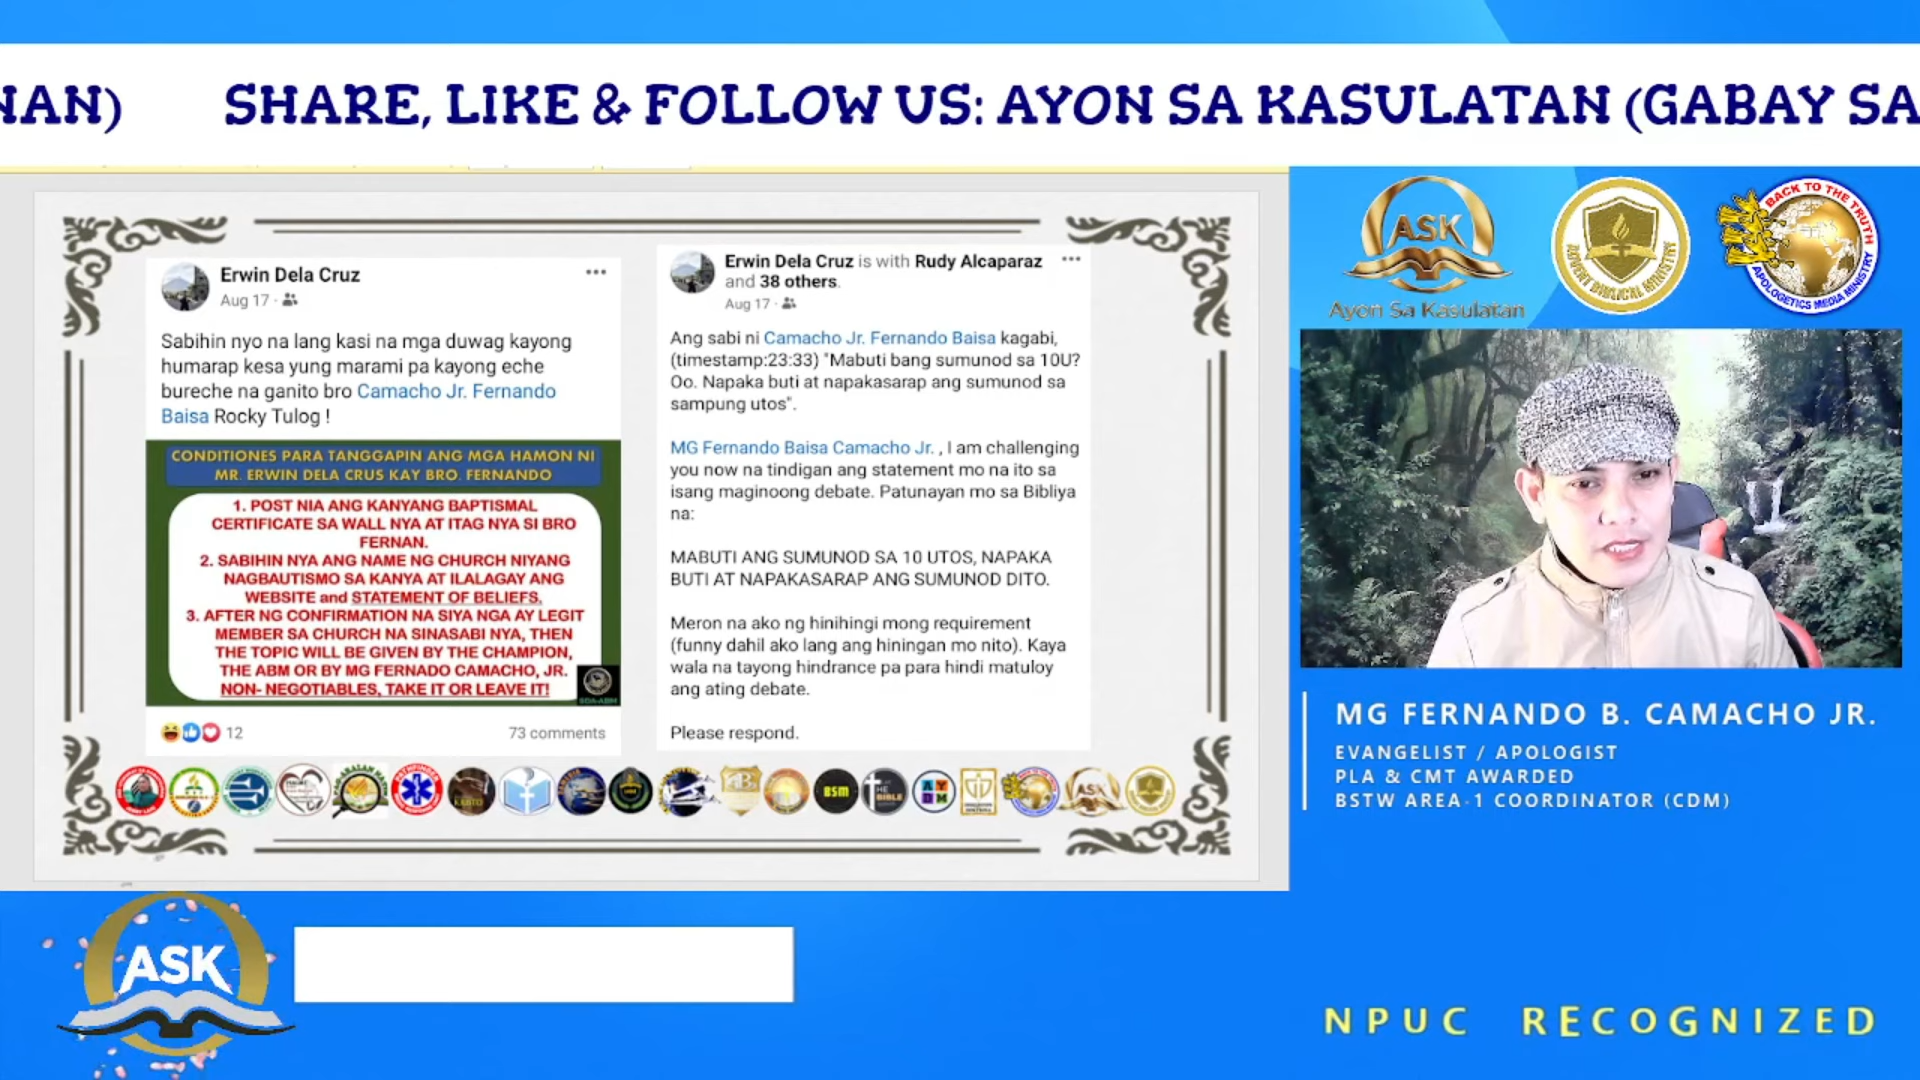 NAN) SHARE, LIKE & FOLLOW US: AYON SA KASULATAN (GABAY SA
Erwin Dela Cruz
Aug 17
Sabihin nyo na lang kasi na mga duwag kayong
humarap kesa yung marami pa kayong eche
bureche na ganito bro Camacho Jr. Fernando
Baisa Rocky Tulog !
CONDITIONES PARA TANGGAPIN ANG MGA HAMON NI
MR. ERWIN DELA CRUS KAY BRO. FERNANDO
1. POST NIA ANG KANYANG BAPTISMAL
CERTIFICATE SA WALL NYA AT ITAG NYA SI BRO
FERNAN.
2. SABIHIN NYA ANG NAME NG CHURCH NIYANG
NAGBAUTISMO SA KANYA AT ILALAGAY ANG
WEBSITE and STATEMENT OF BELIEFS.
3. AFTER NG CONFIRMATION NA SIYA NGA AY LEGIT
MEMBER SA CHURCH NA SINASABI NYA, THEN
THE TOPIC WILL BE GIVEN BY THE CHAMPION,
THE ABM OR BY MG FERNADO CAMACHO, JR.
NON- NEGOTIABLES, TAKE IT OR LEAVE IT!
SDA-ABM
12
73 comments
Erwin Dela Cruz is with Rudy Alcaparaz
and 38 others.
Aug 17
Ang sabi ni Camacho Jr. Fernando Baisa kagabi,
(timestamp:23:33) "Mabuti bang sumunod sa 10U?
Oo. Napaka buti at napakasarap ang sumunod sa
sampung utos".
MG Fernando Baisa Camacho Jr. , I am challenging
you now na tindigan ang statement mo na ito sa
isang maginoong debate. Patunayan mo sa Bibliya
na:
MABUTI ANG SUMUNOD SA 10 UTOS, NAPAKA
BUTI AT NAPAKASARAP ANG SUMUNOD DITO.
Meron na ako ng hinihingi mong requirement
(funny dahil ako lang ang hiningan mo nito). Kaya
wala na tayong hindrance pa para hindi matuloy
ang ating debate.
Please respond.
BSM
ASK
Ayon Sa Kasulatan
ADVENT BIBLICAL MINISTRY
BACK TO THE TRUTH
APOLOGETICS MEDIA MINISTRY
MG FERNANDO B. CAMACHO JR.
EVANGELIST / APOLOGIST
PLA & CMT AWARDED
BSTW AREA-1 COORDINATOR (CDM)
ASK
NPUC RECOGNIZED